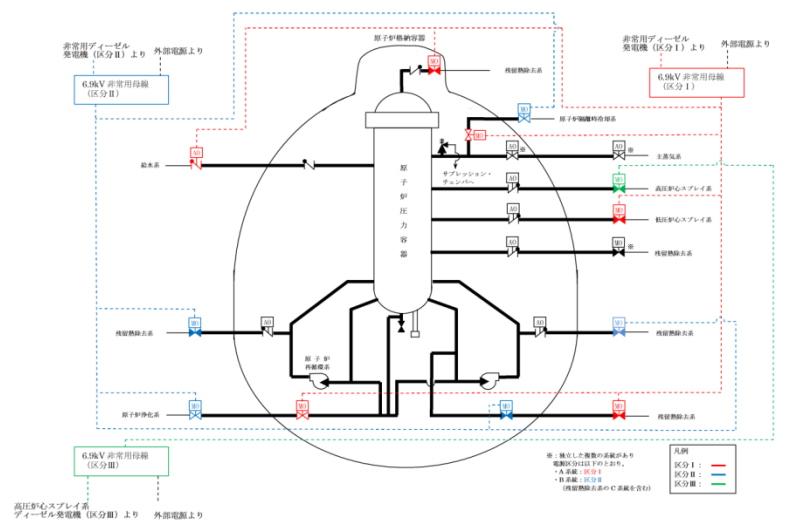 原子炉格納容器
非常用ディーゼル
発電機（区分Ⅱ）より
外部電源より
6.9kV 非常用母線
（区分Ⅱ）
非常用ディーゼル
発電機（区分Ⅰ）より
外部電源より
6.9kV 非常用母線
（区分Ⅰ）
MO
残留熱除去系
MO
原子炉隔離時冷却系
MO
AO
給水系
AO
※
AO
※
主蒸気系
サプレッション・
チェンバへ
原子炉圧力容器
AO
MO
高圧炉心スプレイ系
AO
MO
低圧炉心スプレイ系
AO
MO
※
残留熱除去系
MO
AO
残留熱除去系
AO
MO
残留熱除去系
原子炉
再循環系
MO
MO
原子炉浄化系
MO
MO
残留熱除去系
6.9kV 非常用母線
（区分Ⅲ）
高圧炉心スプレイ系
ディーゼル発電機（区分Ⅲ）より
外部電源より
※：独立した複数の系統があり
電源区分は以下のとおり。
・A 系統：区分Ⅰ
・B 系統：区分Ⅱ
（残留熱除去系の C 系統を含む）
凡例
区分Ⅰ：
区分Ⅱ：
区分Ⅲ：